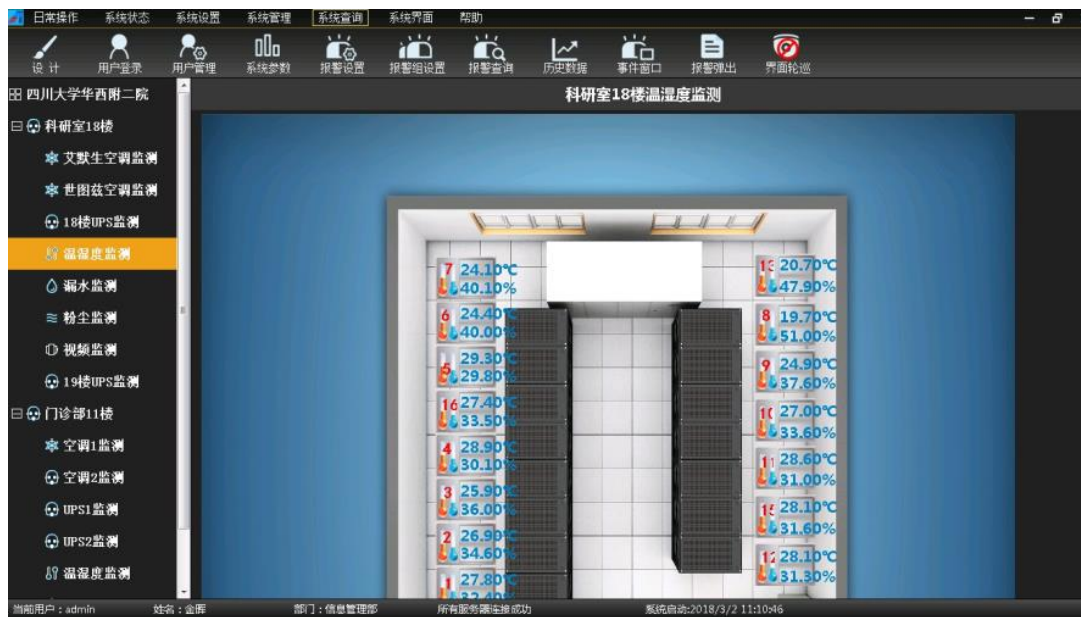 日常操作 系统状态 系统设置 系统管理 系统查询 系统界面 帮助
设 计 用户登录 用户管理 系统参数 报警设置 报警组设置 报警查询 历史数据 事件窗口 报警弹出 界面轮巡
四川大学华西附二院
科研室18楼温湿度监测
科研室18楼
艾默生空调监测
世图兹空调监测
18楼UPS监测
温湿度监测
漏水监测
粉尘监测
视频监测
19楼UPS监测
门诊部11楼
空调1监测
空调2监测
UPS1监测
UPS2监测
温湿度监测
7 24.10℃
40.10%
6 24.40℃
40.00%
5 29.30℃
29.80%
16 27.40℃
33.50%
4 28.90℃
30.10%
3 25.90℃
36.00%
2 26.90℃
34.60%
1 27.80℃
32.40%
13 20.70℃
47.90%
8 19.70℃
51.00%
9 24.90℃
37.60%
27.00℃
33.60%
11 28.60℃
31.00%
28.10℃
31.60%
28.10℃
31.30%
当前用户：admin 姓名：金晖 部门：信息管理部 所有服务器连接成功 系统启动:2018/3/2 11:10:46